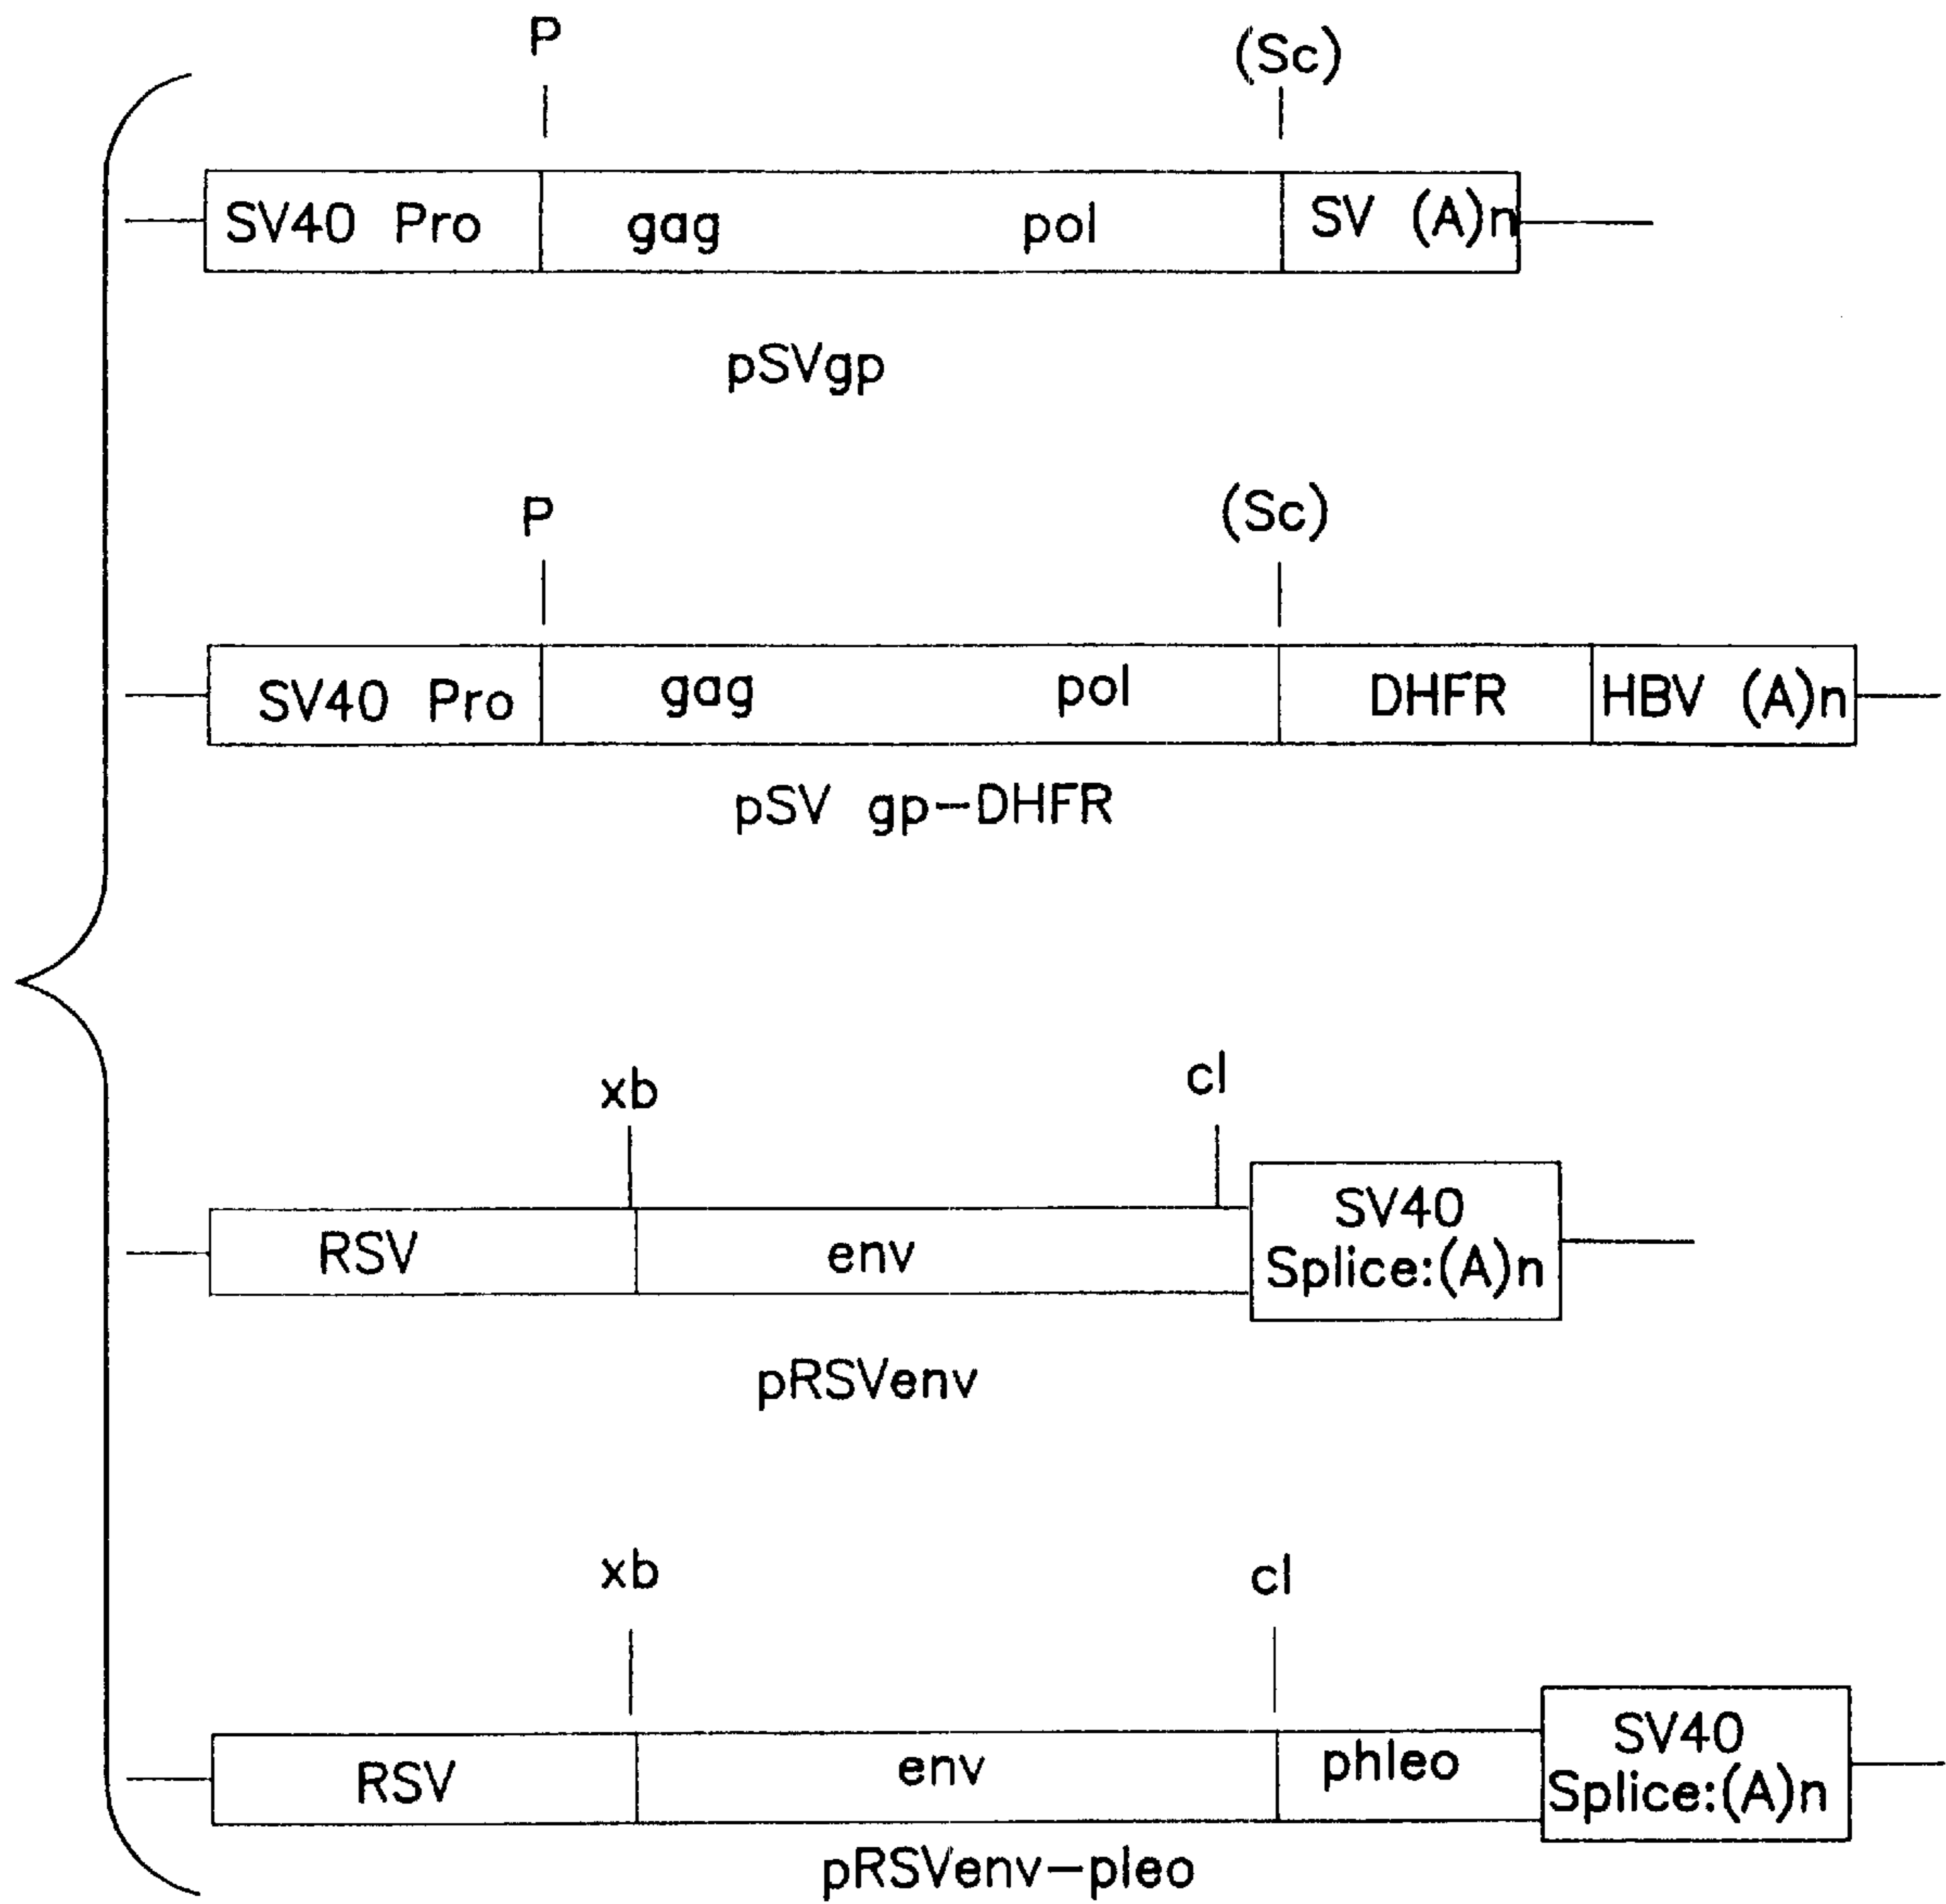 P (Sc)
SV40 Pro gag pol SV (A)n
pSVgp
P (Sc)
SV40 Pro gag pol DHFR HBV (A)n
pSV gp-DHFR
xb cl
RSV env SV40
Splice:(A)n
pRSVenv
xb cl
RSV env phleo SV40
Splice:(A)n
pRSVenv-pleo